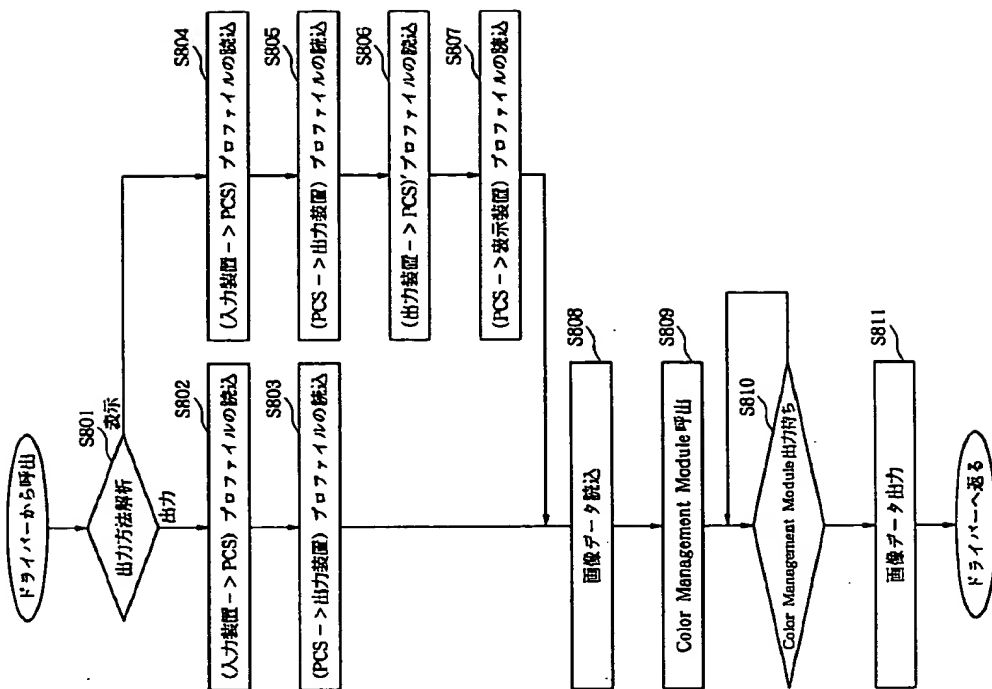 ドライバーから呼出
S801
出力方法解析
表示
出力
S802
(入力装置->PCS) プロファイルの読込
S803
(PCS->出力装置) プロファイルの読込
S804
(入力装置->PCS) プロファイルの読込
S805
(PCS->出力装置) プロファイルの読込
S806
(出力装置->PCS)' プロファイルの読込
S807
(PCS->表示装置) プロファイルの読込
S808
画像データ読込
S809
Color Management Module 呼出
S810
Color Management Module 出力待ち
S811
画像データ出力
ドライバーへ返る